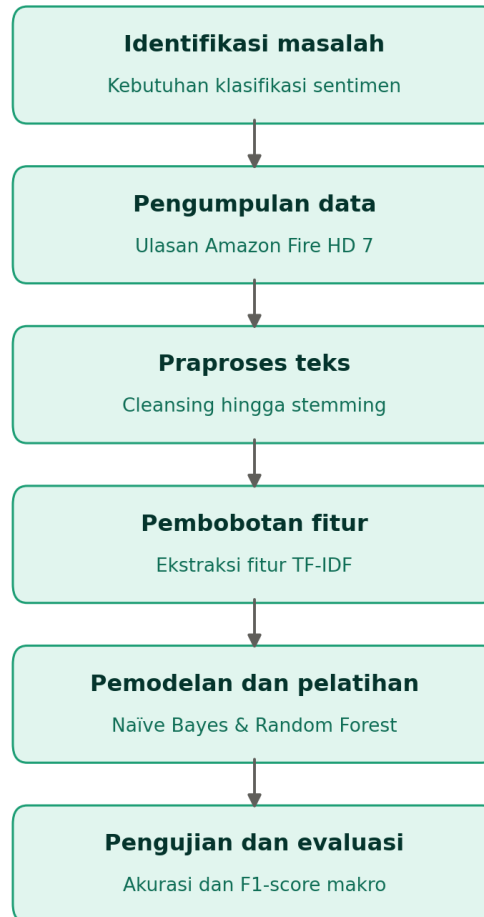 Identifikasi masalah
Kebutuhan klasifikasi sentimen
Pengumpulan data
Ulasan Amazon Fire HD 7
Praproses teks
Cleansing hingga stemming
Pembobotan fitur
Ekstraksi fitur TF-IDF
Pemodelan dan pelatihan
Naïve Bayes & Random Forest
Pengujian dan evaluasi
Akurasi dan F1-score makro